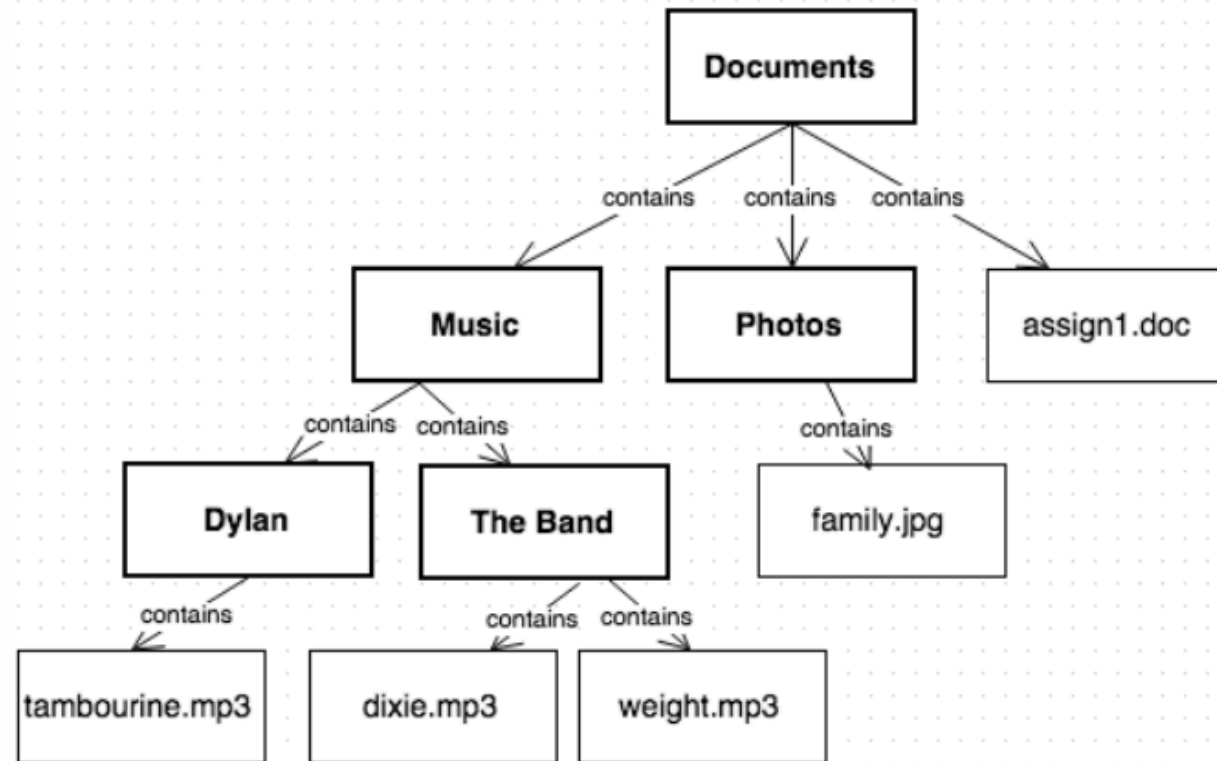 Documents
contains
contains
contains
Music
Photos
assign1.doc
contains
contains
contains
Dylan
The Band
family.jpg
contains
contains
contains
tambourine.mp3
dixie.mp3
weight.mp3